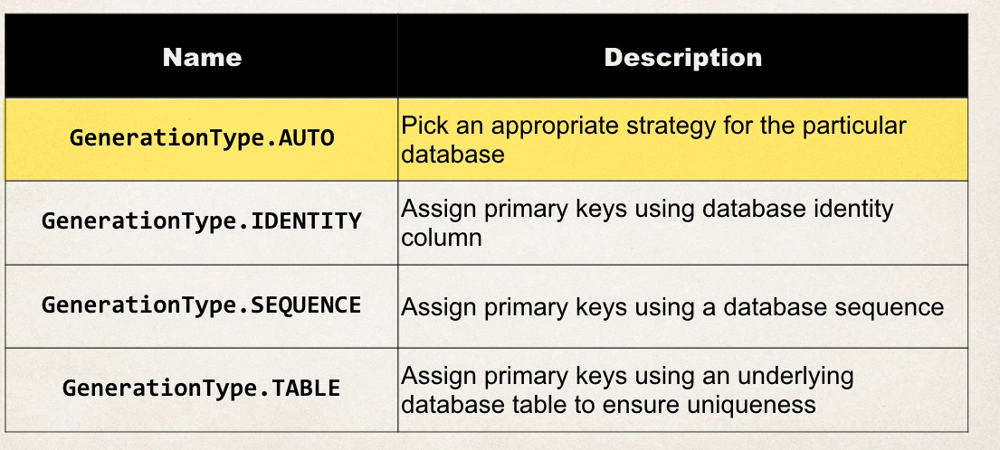 Name
Description
GenerationType.AUTO
Pick an appropriate strategy for the particular
database
GenerationType.IDENTITY
Assign primary keys using database identity
column
GenerationType.SEQUENCE
Assign primary keys using a database sequence
GenerationType.TABLE
Assign primary keys using an underlying
database table to ensure uniqueness